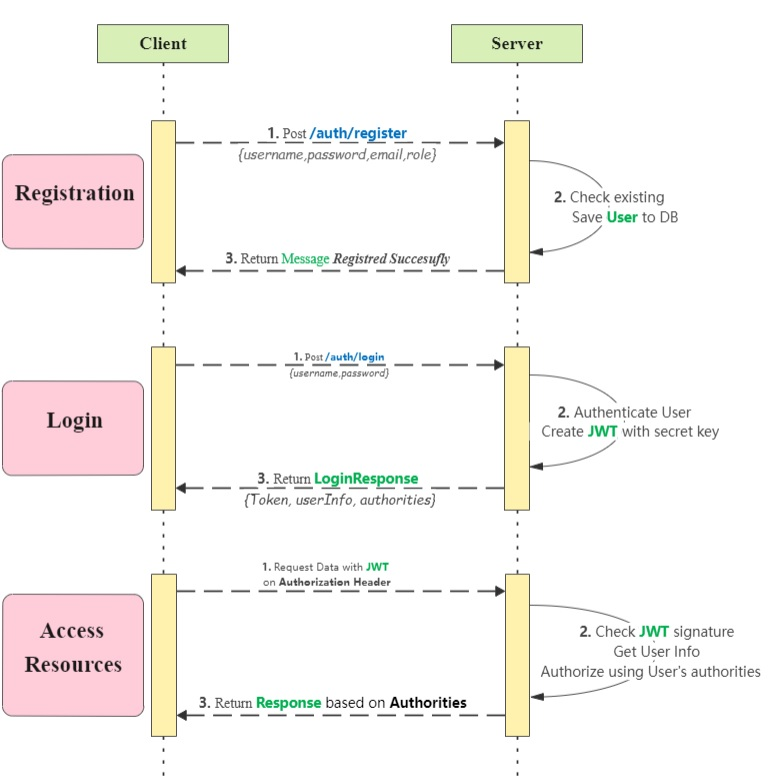 Client
Server
1. Post /auth/register
{username,password,email,role}
Registration
2. Check existing
Save User to DB
3. Return Message Registred Succesufly
1. Post /auth/login
{username,password}
Login
2. Authenticate User
Create JWT with secret key
3. Return LoginResponse
{Token, userInfo, authorities}
1. Request Data with JWT
on Authorization Header
Access
Resources
2. Check JWT signature
Get User Info
Authorize using User's authorities
3. Return Response based on Authorities